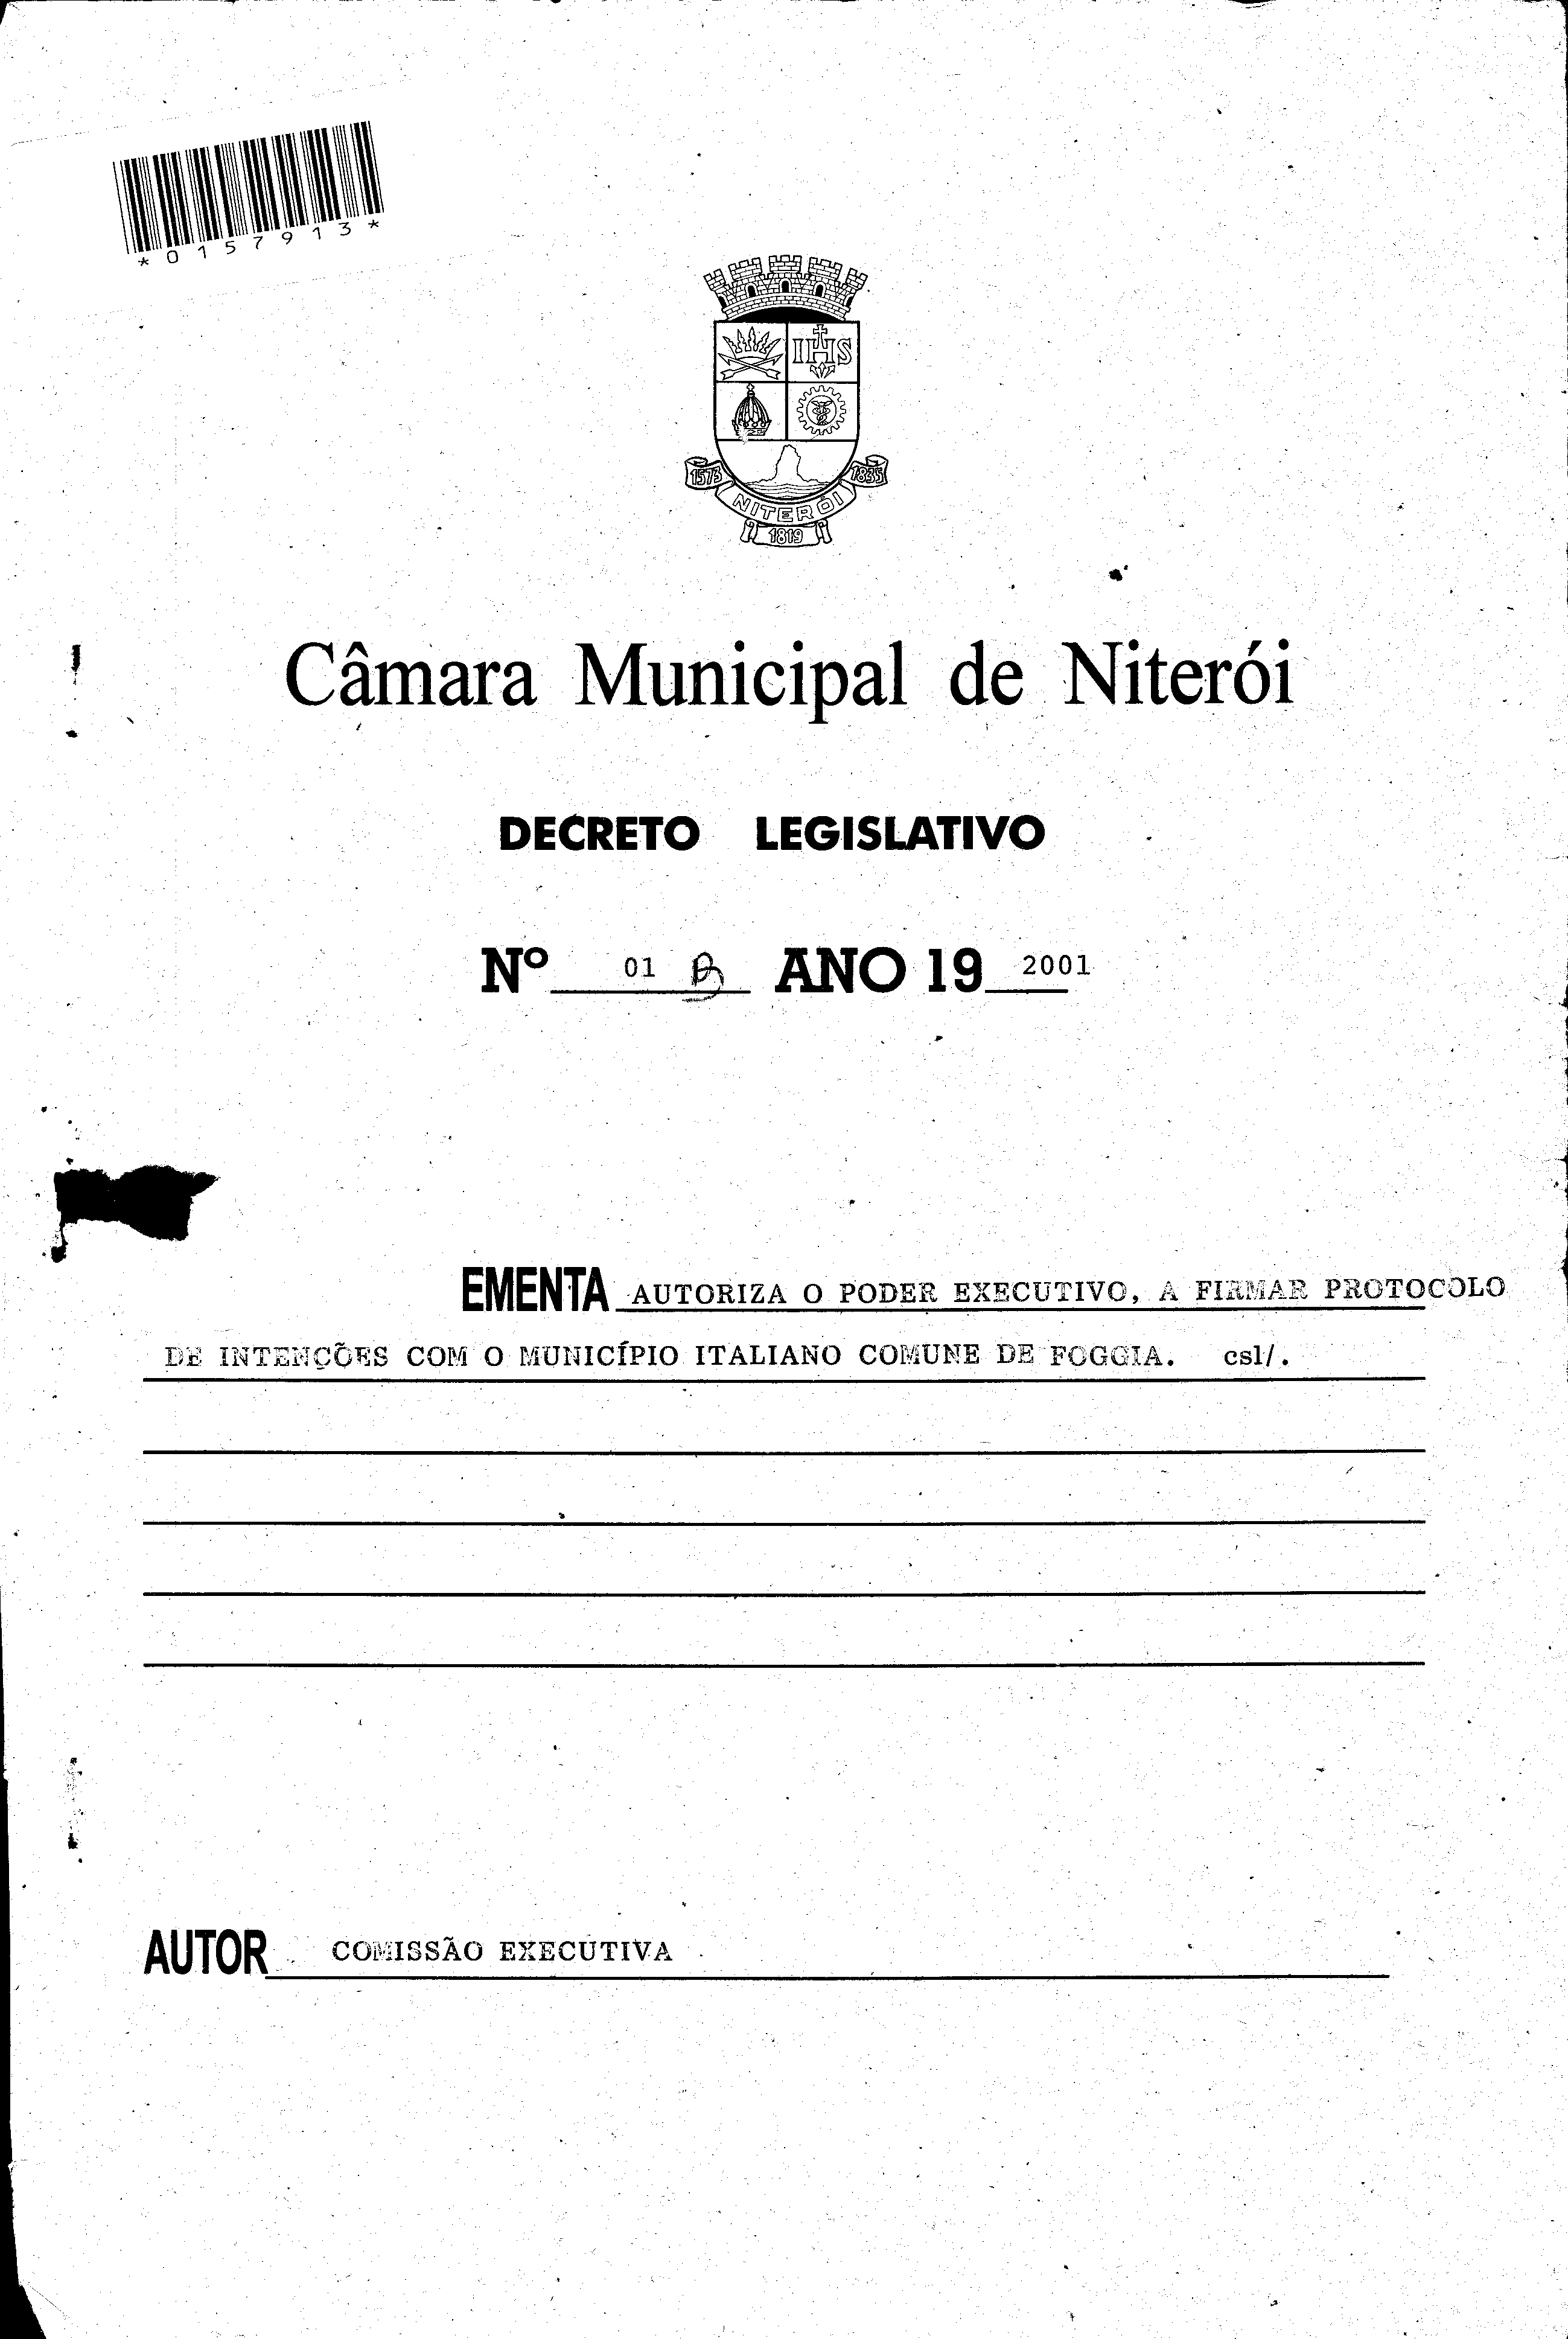 *0157913*
IHS
1573
1835
NITERÓI
1819
Câmara Municipal de Niterói
DECRETO LEGISLATIVO
Nº 01 B ANO 19 2001
EMENTA AUTORIZA O PODER EXECUTIVO, A FIRMAR PROTOCOLO
DE INTENÇÕES COM O MUNICÍPIO ITALIANO COMUNE DE FOGGIA. csl/.
AUTOR COMISSÃO EXECUTIVA